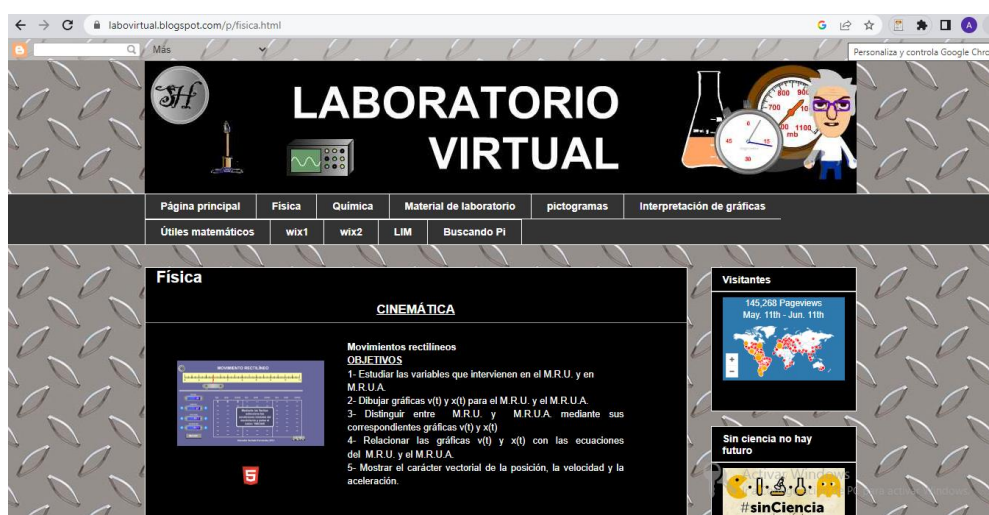 labovirtual.blogspot.com/p/fisica.html
Más
Personaliza y controla Google Chro
SH
LABORATORIO
VIRTUAL
Página principal
Física
Química
Material de laboratorio
pictogramas
Interpretación de gráficas
Útiles matemáticos
wix1
wix2
LIM
Buscando Pi
Física
CINEMÁTICA
MOVIMIENTO RECTILÍNEO
Movimientos rectilíneos
OBJETIVOS
1- Estudiar las variables que intervienen en el M.R.U. y en
M.R.U.A.
2- Dibujar gráficas v(t) y x(t) para el M.R.U. y el M.R.U.A.
3- Distinguir entre M.R.U. y M.R.U.A. mediante sus
correspondientes gráficas v(t) y x(t)
4- Relacionar las gráficas v(t) y x(t) con las ecuaciones
del M.R.U. y el M.R.U.A.
5- Mostrar el carácter vectorial de la posición, la velocidad y la
aceleración.
Visitantes
145,268 Pageviews
May. 11th - Jun. 11th
Sin ciencia no hay
futuro
Activar Windows
#sinCiencia